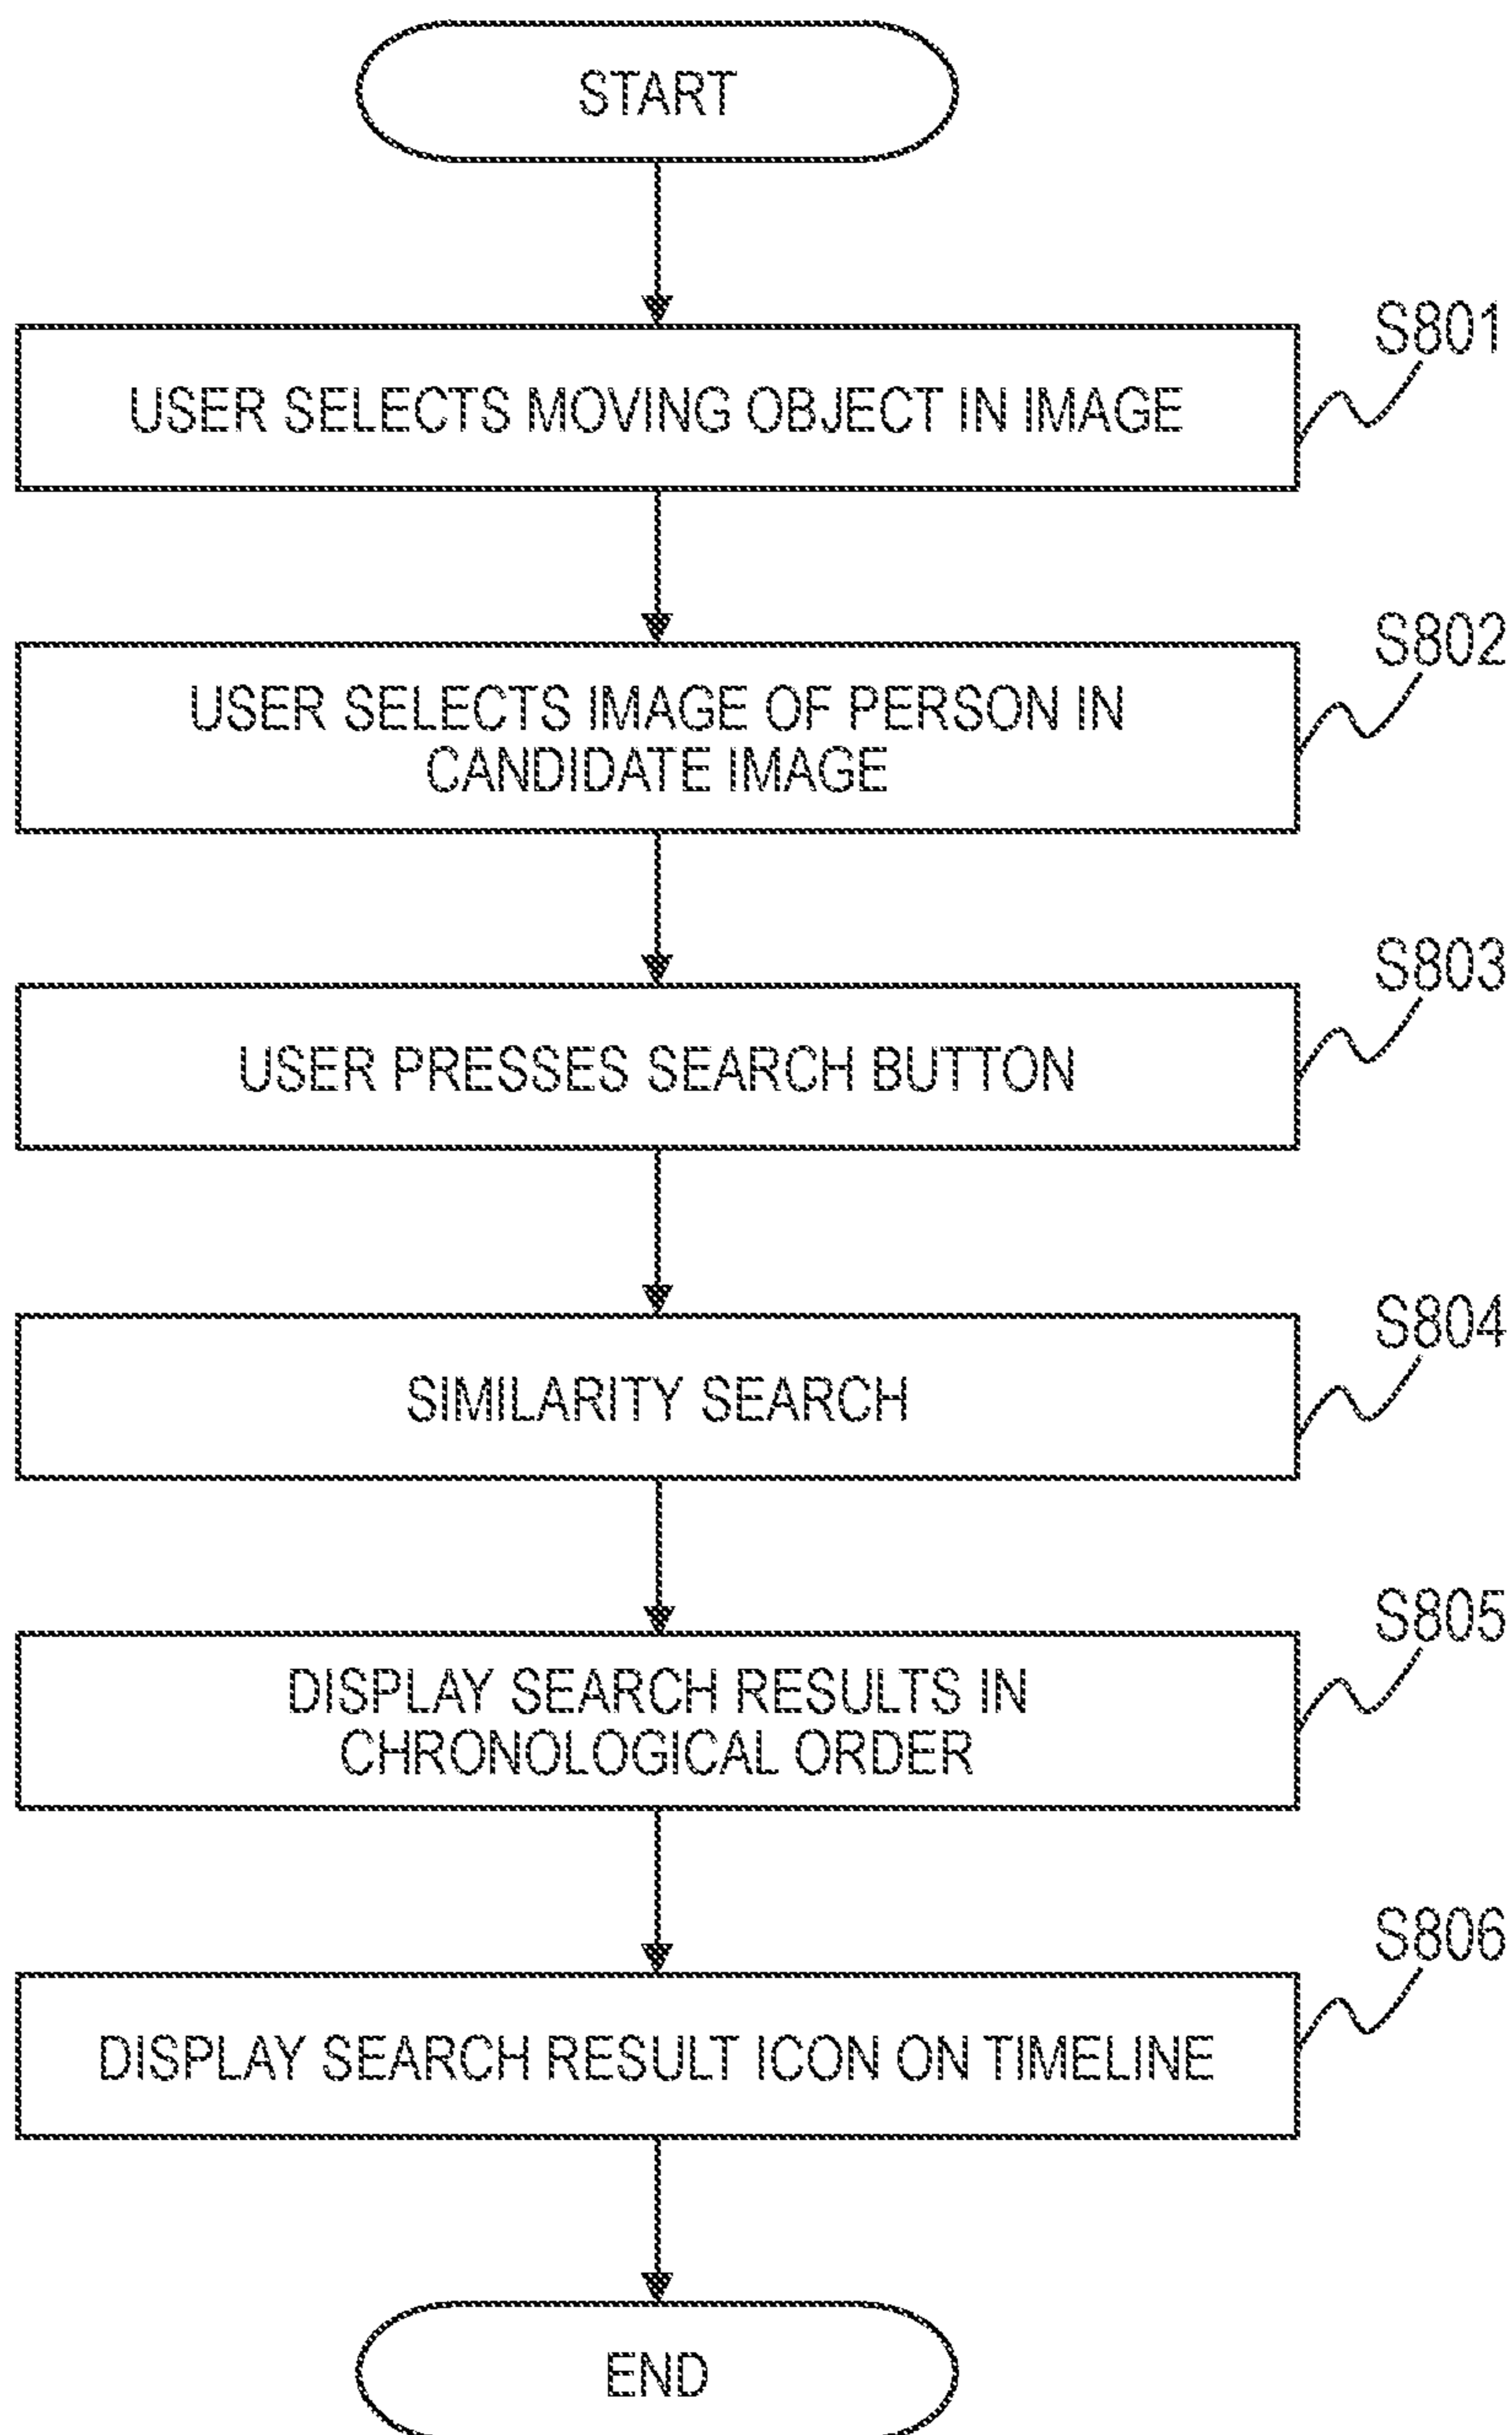 START
S801
USER SELECTS MOVING OBJECT IN IMAGE
S802
USER SELECTS IMAGE OF PERSON IN
CANDIDATE IMAGE
S803
USER PRESSES SEARCH BUTTON
S804
SIMILARITY SEARCH
S805
DISPLAY SEARCH RESULTS IN
CHRONOLOGICAL ORDER
S806
DISPLAY SEARCH RESULT ICON ON TIMELINE
END